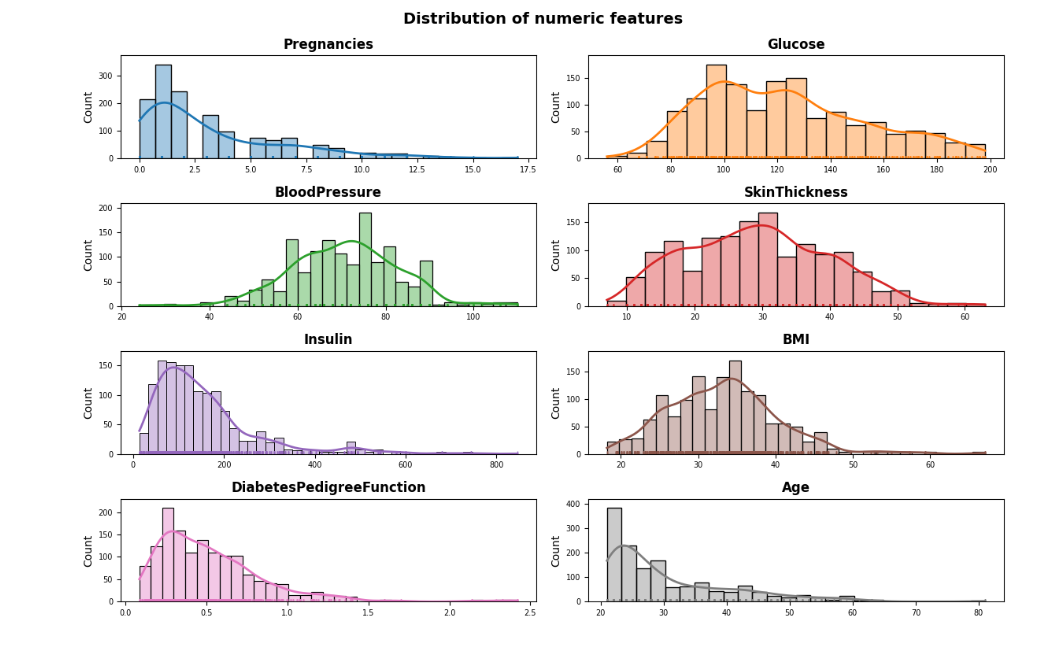 Distribution of numeric features
Pregnancies
Count
300
200
100
0
0.0 2.5 5.0 7.5 10.0 12.5 15.0 17.5
Glucose
Count
150
100
50
0
60 80 100 120 140 160 180 200
BloodPressure
Count
200
150
100
50
0
20 40 60 80 100
SkinThickness
Count
150
100
50
0
10 20 30 40 50 60
Insulin
Count
150
100
50
0
0 200 400 600 800
BMI
Count
150
100
50
0
20 30 40 50 60
DiabetesPedigreeFunction
Count
200
150
100
50
0
0.0 0.5 1.0 1.5 2.0 2.5
Age
Count
400
300
200
100
0
20 30 40 50 60 70 80